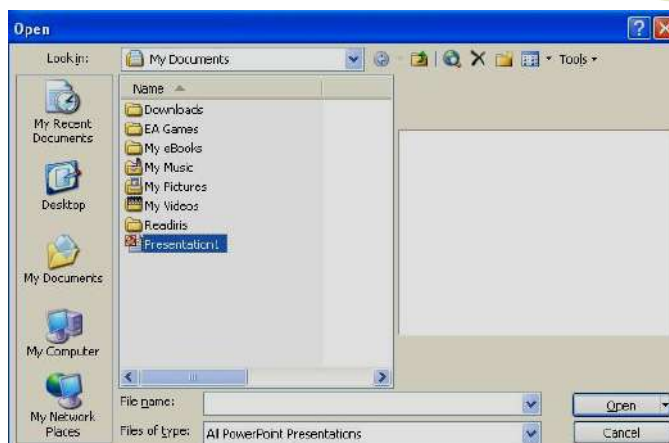 Open
Look in:
My Documents
Tools
My Recent
Documents
Desktop
My Documents
My Computer
My Network
Places
Name
Downloads
EA Games
My eBooks
My Music
My Pictures
My Videos
Readiris
Presentation1
File name:
Open
Files of type:
All PowerPoint Presentations
Cancel